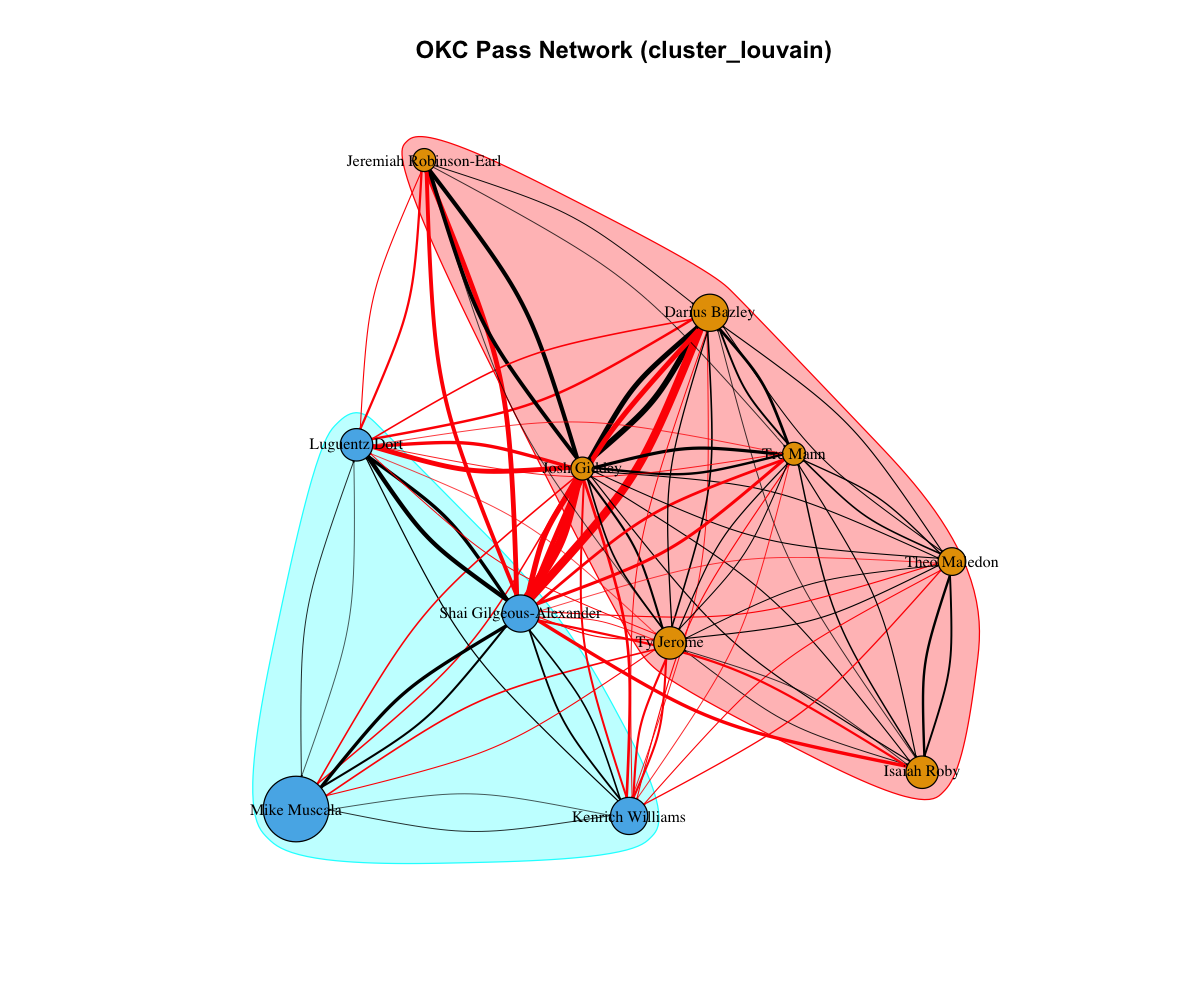 OKC Pass Network (cluster_louvain)
Jeremiah Robinson-Earl
Darius Bazley
Luguentz Dort
Josh Giddey
Tre Mann
Theo Maledon
Shai Gilgeous-Alexander
Ty Jerome
Isaiah Roby
Mike Muscala
Kenrich Williams